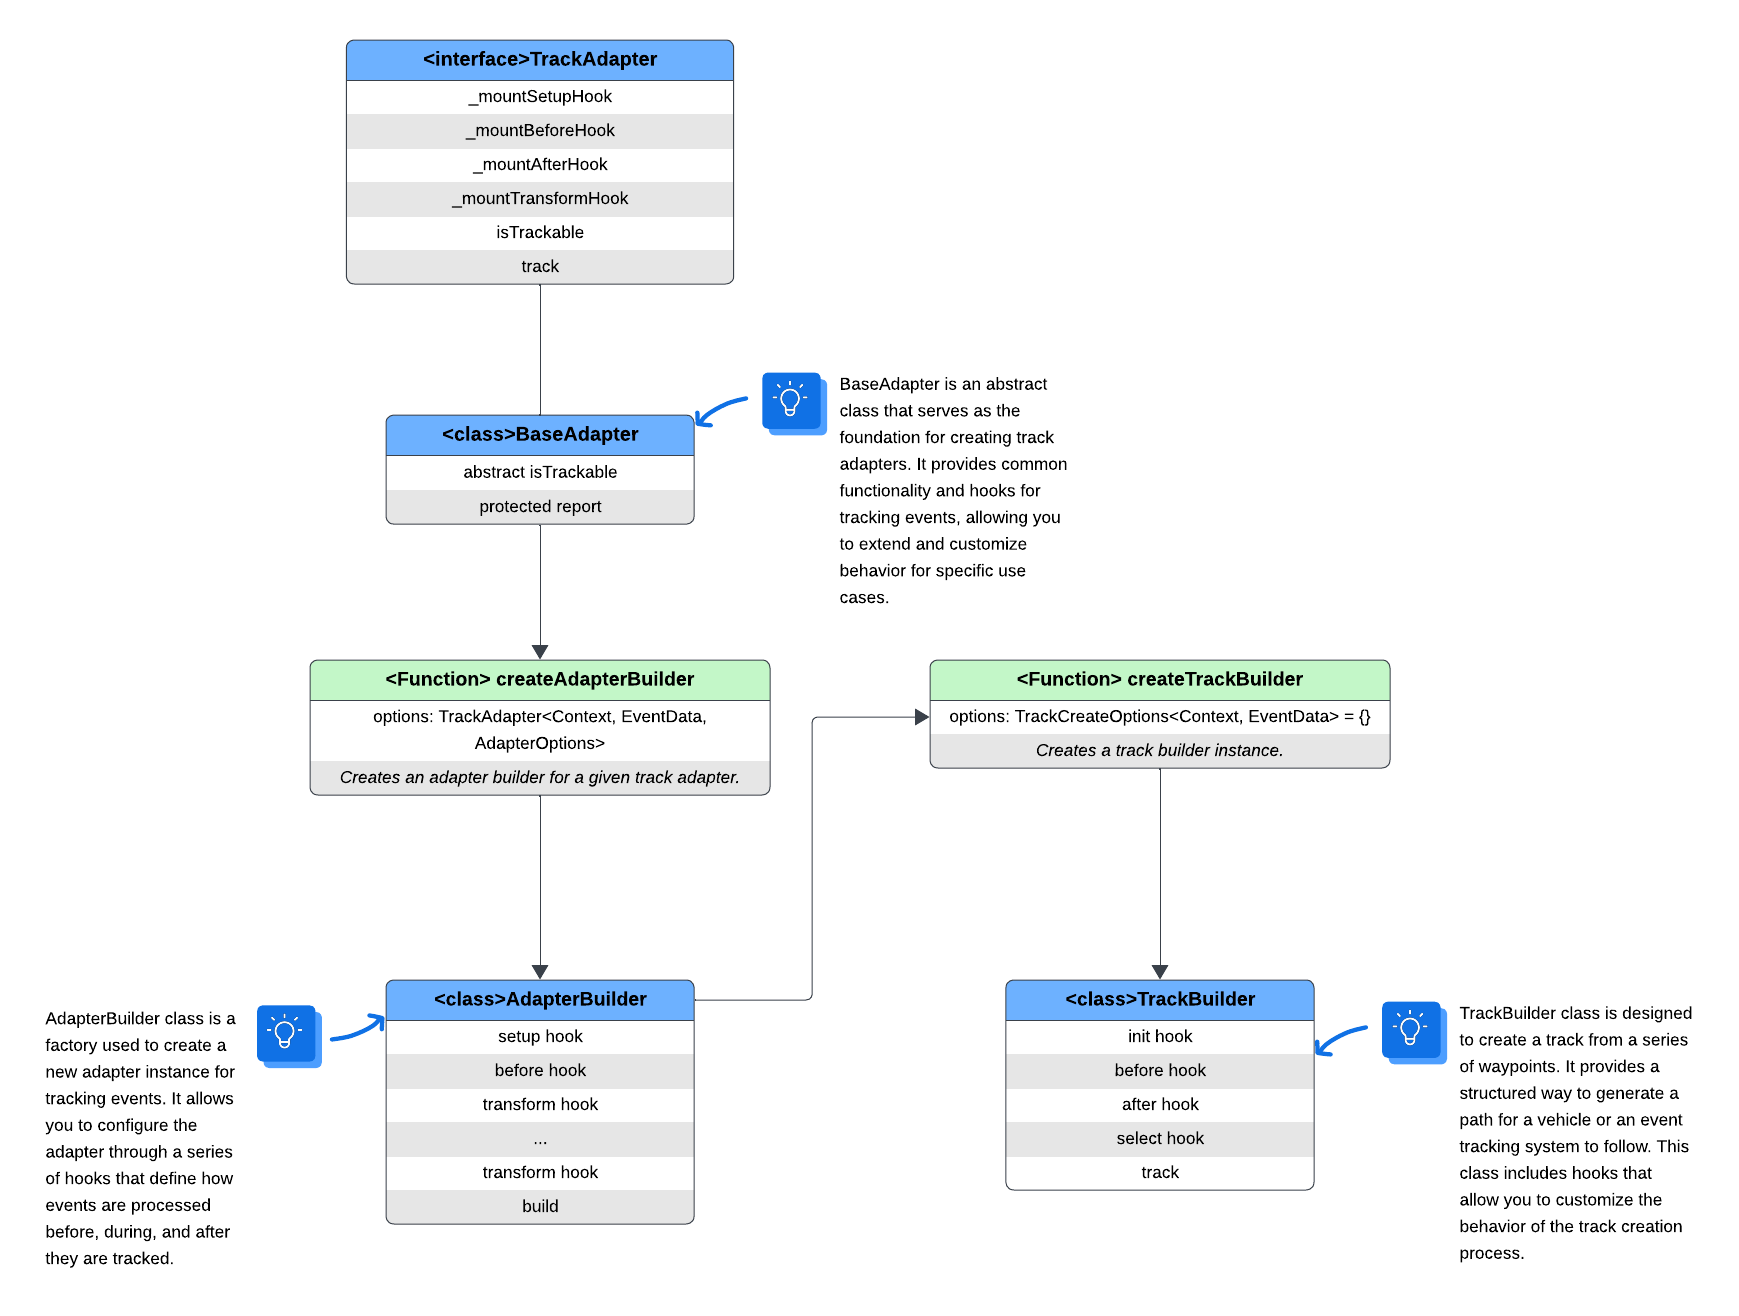 <interface>TrackAdapter
_mountSetupHook
_mountBeforeHook
_mountAfterHook
_mountTransformHook
isTrackable
track
<class>BaseAdapter
abstract isTrackable
protected report
BaseAdapter is an abstract
class that serves as the
foundation for creating track
adapters. It provides common
functionality and hooks for
tracking events, allowing you
to extend and customize
behavior for specific use
cases.
<Function> createAdapterBuilder
options: TrackAdapter<Context, EventData,
AdapterOptions>
Creates an adapter builder for a given track adapter.
<Function> createTrackBuilder
options: TrackCreateOptions<Context, EventData> = {}
Creates a track builder instance.
AdapterBuilder class is a
factory used to create a
new adapter instance for
tracking events. It allows
you to configure the
adapter through a series
of hooks that define how
events are processed
before, during, and after
they are tracked.
<class>AdapterBuilder
setup hook
before hook
transform hook
...
transform hook
build
<class>TrackBuilder
init hook
before hook
after hook
select hook
track
TrackBuilder class is designed
to create a track from a series
of waypoints. It provides a
structured way to generate a
path for a vehicle or an event
tracking system to follow. This
class includes hooks that
allow you to customize the
behavior of the track creation
process.